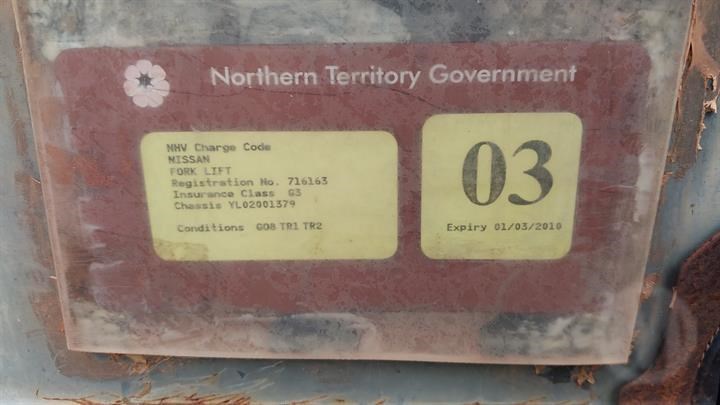 Northern Territory Government
NHV Charge Code
NISSAN
FORK LIFT
Registration No. 716163
Insurance Class G3
Chassis YL02001379
Conditions G08 TR1 TR2
03
Expiry 01/03/2010